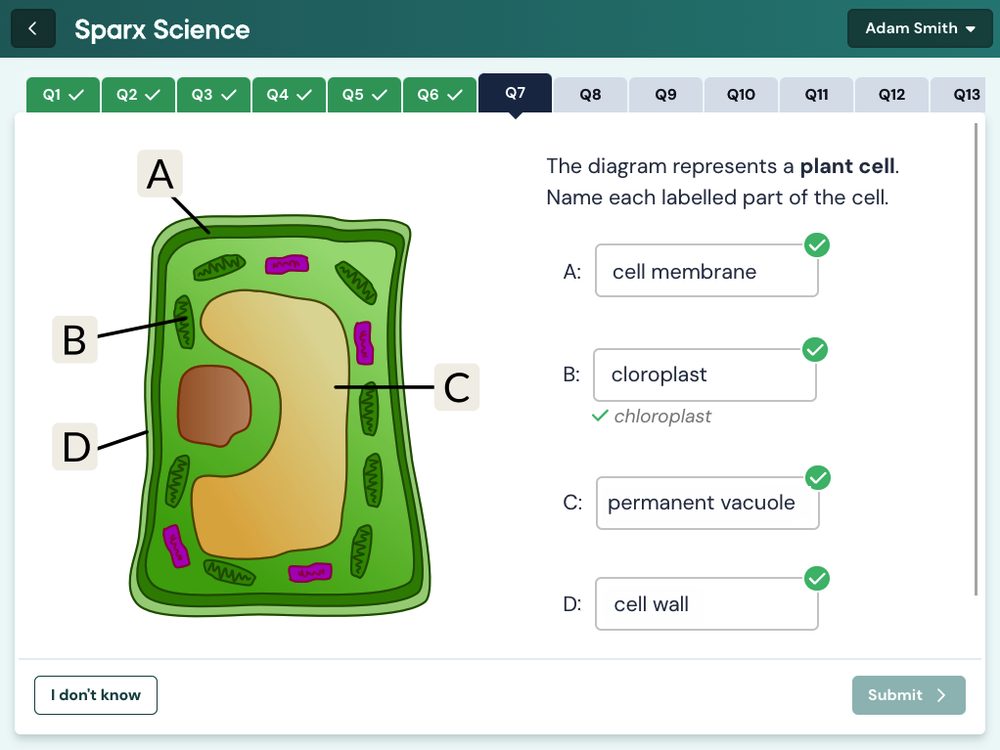 Sparx Science
Adam Smith
Q1 Q2 Q3 Q4 Q5 Q6 Q7 Q8 Q9 Q10 Q11 Q12 Q13
A
B
C
D
The diagram represents a plant cell.
Name each labelled part of the cell.
A: cell membrane
B: cloroplast
chloroplast
C: permanent vacuole
D: cell wall
I don't know
Submit